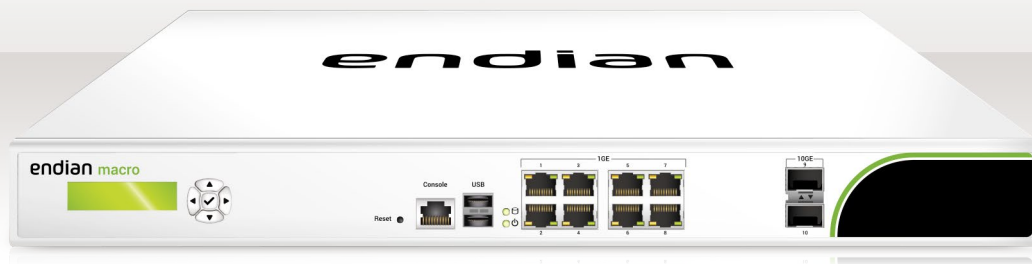 endian
endian macro
Reset
Console
USB
1GE
1 3 5 7
2 4 6 8
10GE
9
10